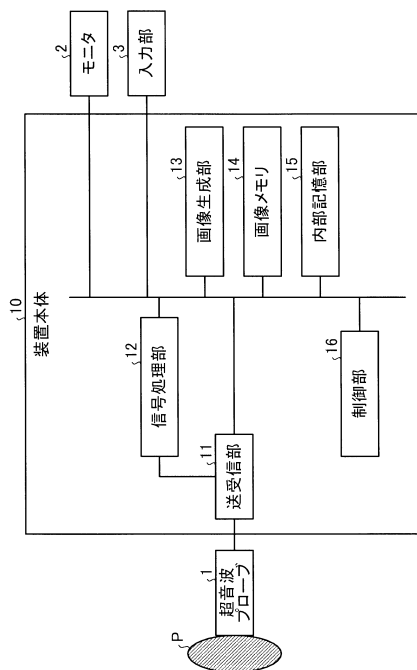 P
1
超音波
プローブ
10
装置本体
11
送受信部
12
信号処理部
13
画像生成部
14
画像メモリ
15
内部記憶部
16
制御部
2
モニタ
3
入力部